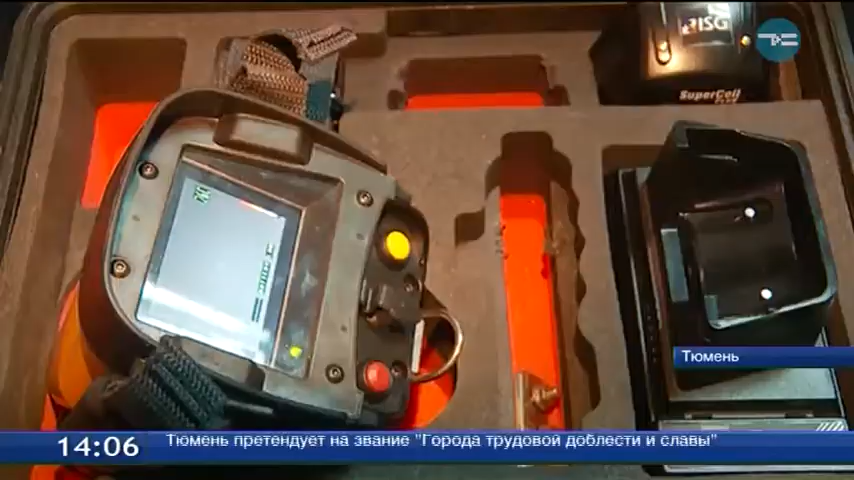 ISG
SuperCell
Тюмень
14:06
Тюмень претендует на звание "Города трудовой доблести и славы"